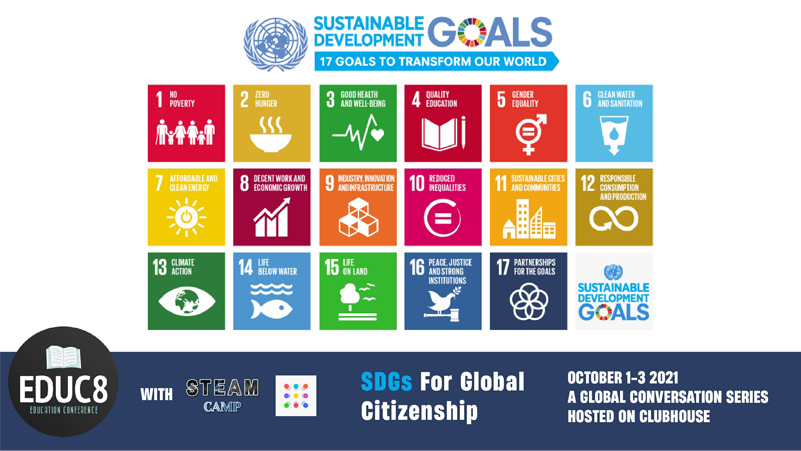 SUSTAINABLE
DEVELOPMENT
GOALS
17 GOALS TO TRANSFORM OUR WORLD
1 NO
POVERTY
2 ZERO
HUNGER
3 GOOD HEALTH
AND WELL-BEING
4 QUALITY
EDUCATION
5 GENDER
EQUALITY
6 CLEAN WATER
AND SANITATION
7 AFFORDABLE AND
CLEAN ENERGY
8 DECENT WORK AND
ECONOMIC GROWTH
9 INDUSTRY, INNOVATION
AND INFRASTRUCTURE
10 REDUCED
INEQUALITIES
11 SUSTAINABLE CITIES
AND COMMUNITIES
12 RESPONSIBLE
CONSUMPTION
AND PRODUCTION
13 CLIMATE
ACTION
14 LIFE
BELOW WATER
15 LIFE
ON LAND
16 PEACE, JUSTICE
AND STRONG
INSTITUTIONS
17 PARTNERSHIPS
FOR THE GOALS
SUSTAINABLE
DEVELOPMENT
GOALS
EDUC8
EDUCATION CONFERENCE
WITH
STEAM
CAMP
SDGs For Global
Citizenship
OCTOBER 1-3 2021
A GLOBAL CONVERSATION SERIES
HOSTED ON CLUBHOUSE